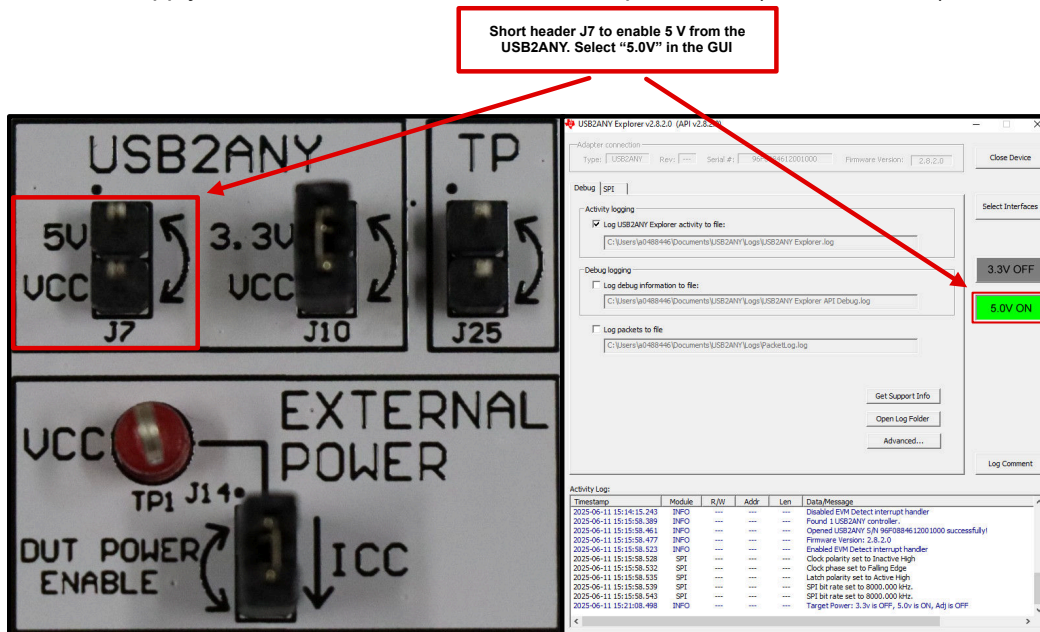 Short header J7 to enable 5 V from the
USB2ANY. Select “5.0V” in the GUI
USB2ANY
TP
5V
VCC
J7
3.3V
VCC
J10
J25
VCC
TP1
J14
EXTERNAL
POWER
DUT POWER
ENABLE
ICC
USB2ANY Explorer v2.8.2.0 (API v2.8.2.0)
Adapter connection
Type: USB2ANY Rev: --- Serial #: Firmware Version: 2.8.2.0
Close Device
Debug SPI
Select Interfaces
Activity logging
Log USB2ANY Explorer activity to file:
C:\Users\a0488446\Documents\USB2ANY\Logs\USB2ANY Explorer.log
3.3V OFF
Debug logging
Log debug information to file:
C:\Users\a0488446\Documents\USB2ANY\Logs\USB2ANY Explorer API Debug.log
5.0V ON
Log packets to file
C:\Users\a0488446\Documents\USB2ANY\Logs\PacketLog.log
Get Support Info
Open Log Folder
Advanced...
Log Comment
Activity Log:
Timestamp Module R/W Addr Len Data/Message
2025-06-11 15:14:15.243 INFO --- --- --- Disabled EVM Detect interrupt handler
2025-06-11 15:15:58.389 INFO --- --- --- Found 1 USB2ANY controller.
2025-06-11 15:15:58.461 INFO --- --- --- Opened USB2ANY S/N 96F0884612001000 successfully!
2025-06-11 15:15:58.477 INFO --- --- --- Firmware Version: 2.8.2.0
2025-06-11 15:15:58.523 INFO --- --- --- Enabled EVM Detect interrupt handler
2025-06-11 15:15:58.528 SPI --- --- --- Clock polarity set to Inactive High
2025-06-11 15:15:58.532 SPI --- --- --- Clock phase set to Falling Edge
2025-06-11 15:15:58.535 SPI --- --- --- Latch polarity set to Active High
2025-06-11 15:15:58.539 SPI --- --- --- SPI bit rate set to 8000.000 kHz.
2025-06-11 15:15:58.543 SPI --- --- --- SPI bit rate set to 8000.000 kHz.
2025-06-11 15:21:08.498 INFO --- --- --- Target Power: 3.3v is OFF, 5.0v is ON, Adj is OFF